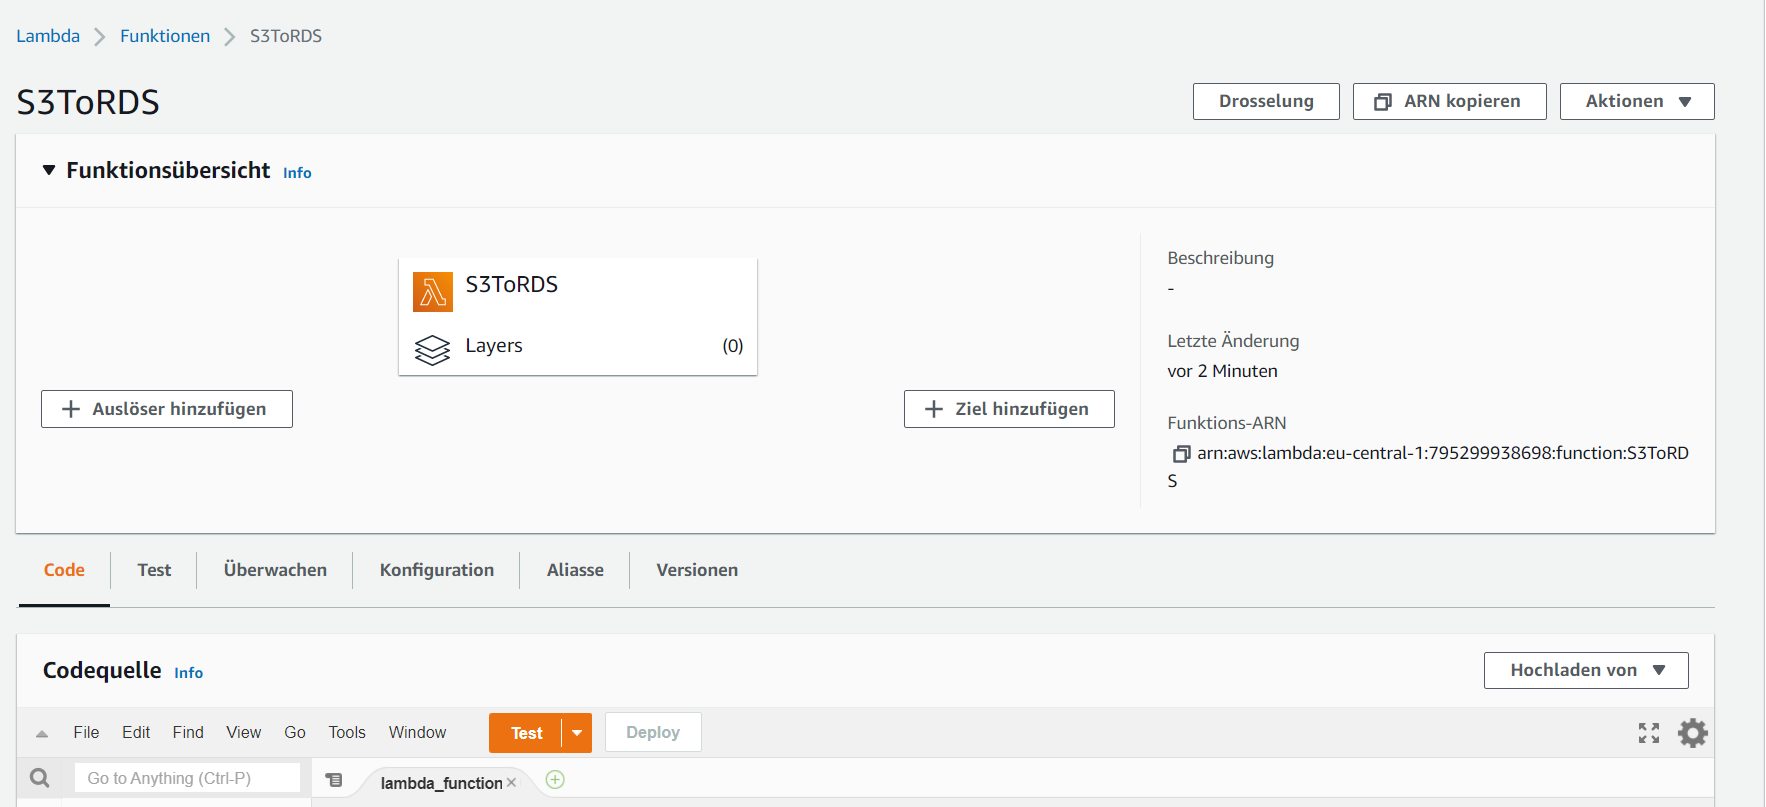 Lambda > Funktionen > S3ToRDS
S3ToRDS
Drosselung
ARN kopieren
Aktionen
Funktionsübersicht Info
S3ToRDS
Layers (0)
Auslöser hinzufügen
Ziel hinzufügen
Beschreibung
-
Letzte Änderung
vor 2 Minuten
Funktions-ARN
arn:aws:lambda:eu-central-1:795299938698:function:S3ToRD
S
Code Test Überwachen Konfiguration Aliasse Versionen
Codequelle Info
Hochladen von
File Edit Find View Go Tools Window Test Deploy
Go to Anything (Ctrl-P)
lambda_function